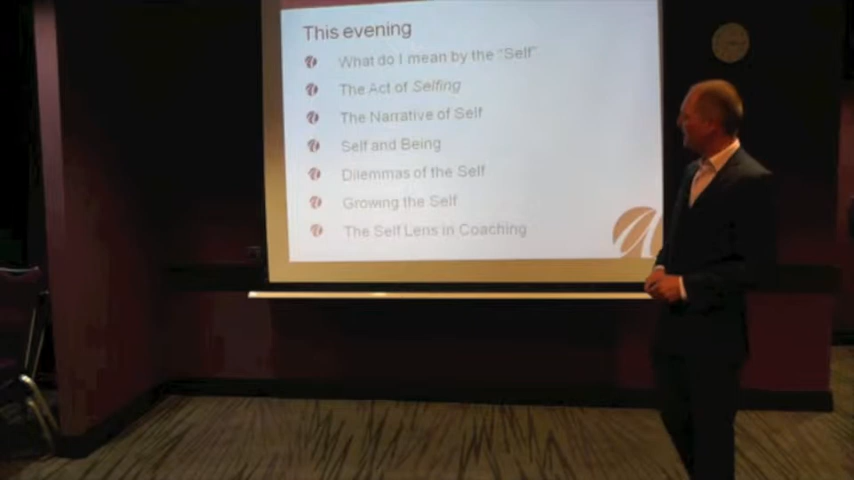 This evening
What do I mean by the "Self"
The Act of Selfing
The Narrative of Self
Self and Being
Dilemmas of the Self
Growing the Self
The Self Lens in Coaching